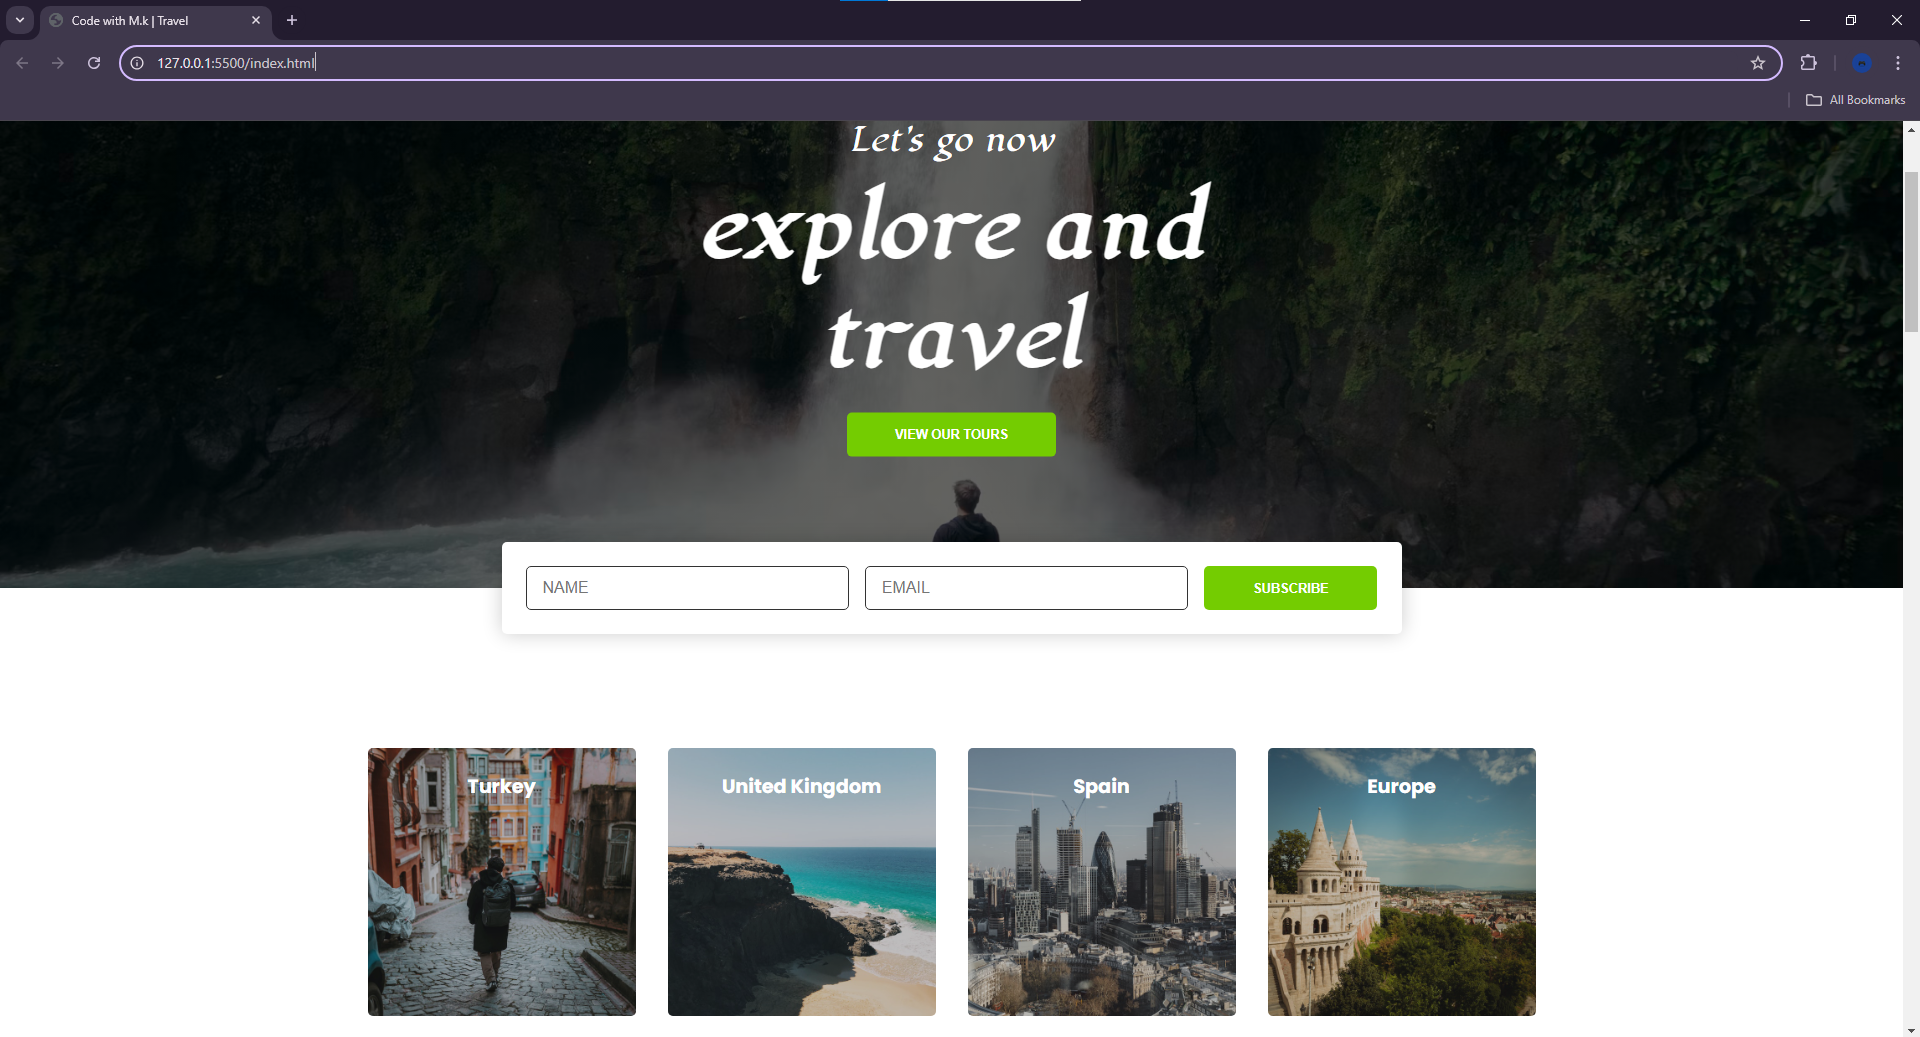 Code with M.k | Travel
127.0.0.1:5500/index.html
All Bookmarks
Let's go now
explore and
travel
VIEW OUR TOURS
NAME
EMAIL
SUBSCRIBE
Turkey
United Kingdom
Spain
Europe